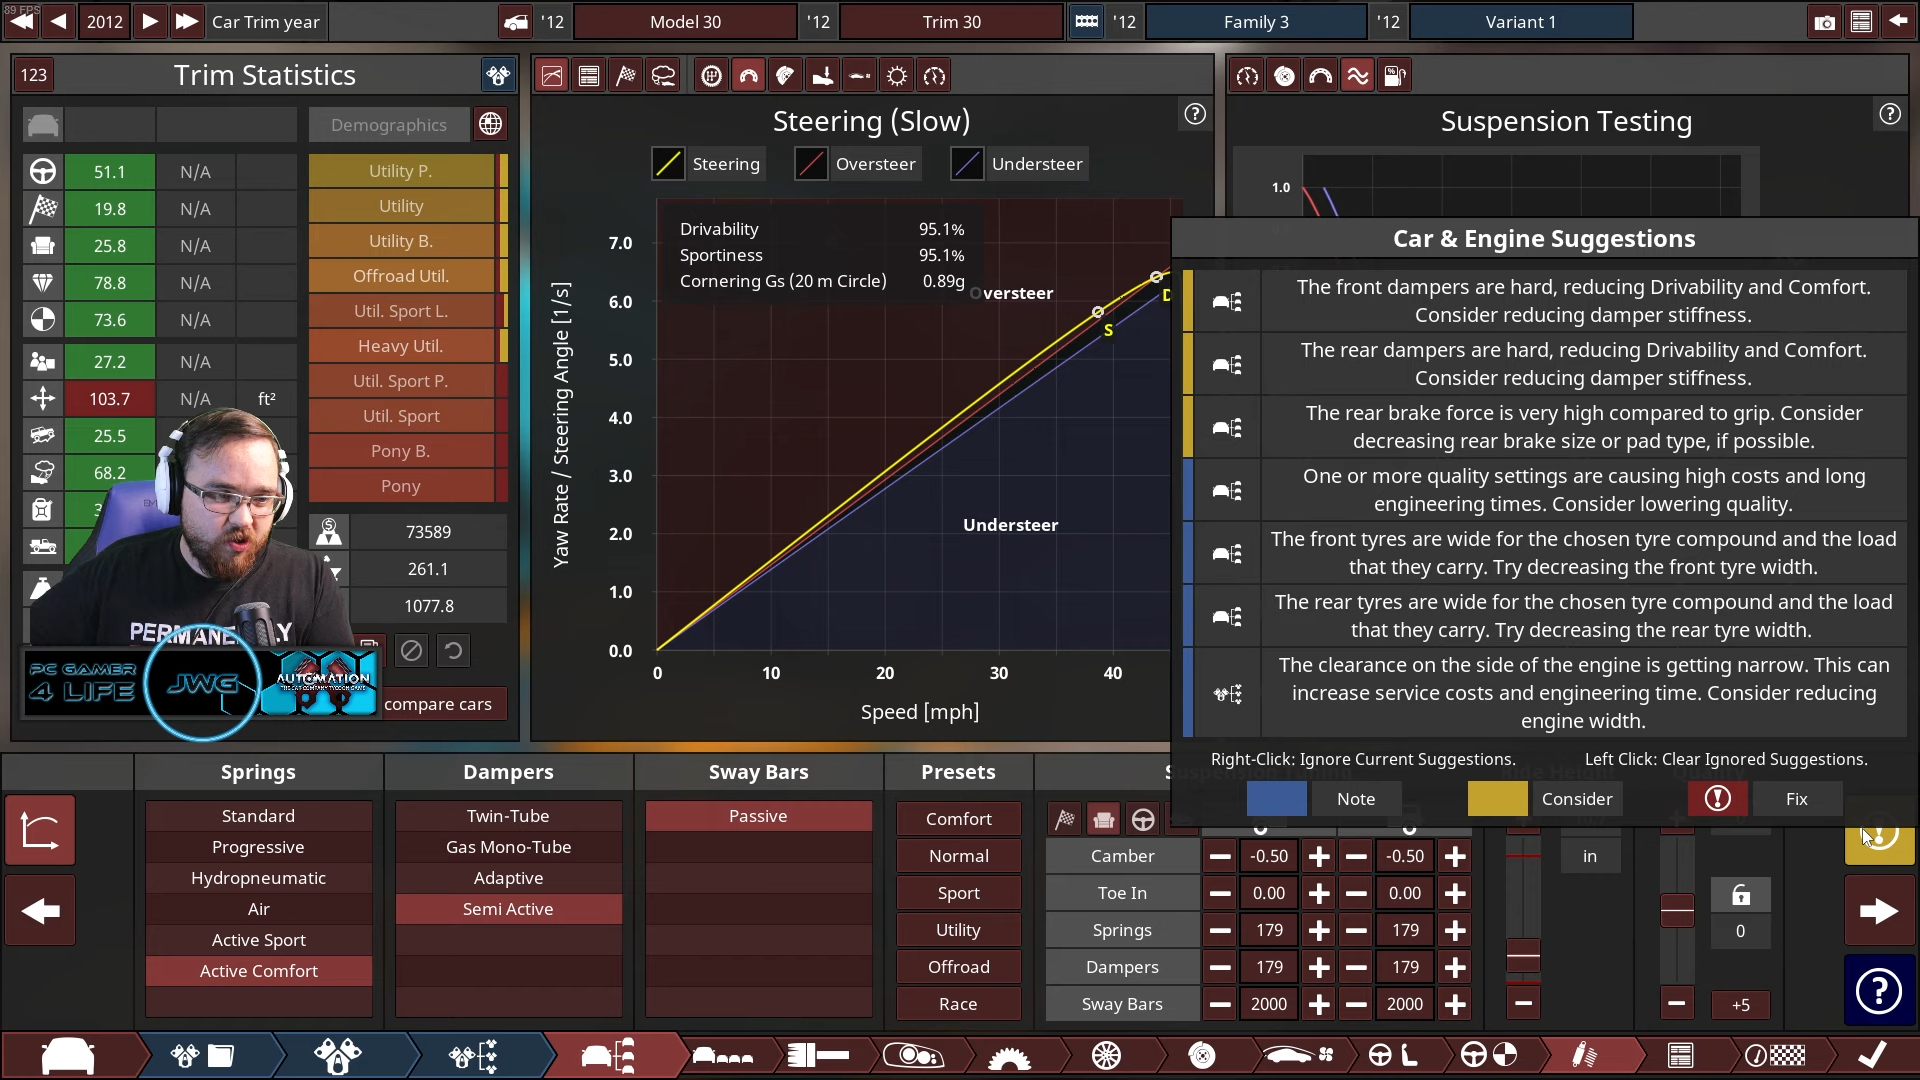 89 FPS
2012
Car Trim year
'12
Model 30
'12
Trim 30
'12
Family 3
'12
Variant 1
123
Trim Statistics
Demographics
51.1 N/A
19.8 N/A
25.8 N/A
78.8 N/A
73.6 N/A
27.2 N/A
103.7 N/A ft²
25.5
68.2
Utility P.
Utility
Utility B.
Offroad Util.
Util. Sport L.
Heavy Util.
Util. Sport P.
Util. Sport
Pony B.
Pony
73589
261.1
1077.8
compare cars
PC GAMER
4 LIFE
JWG
AUTOMATION
THE CAR COMPANY TYCOON GAME
Steering (Slow)
Steering
Oversteer
Understeer
Drivability 95.1%
Sportiness 95.1%
Cornering Gs (20 m Circle) 0.89g
Oversteer
Understeer
S
D
Yaw Rate / Steering Angle [1/s]
7.0
6.0
5.0
4.0
3.0
2.0
1.0
0.0
0 10 20 30 40
Speed [mph]
Suspension Testing
1.0
Car & Engine Suggestions
The front dampers are hard, reducing Drivability and Comfort.
Consider reducing damper stiffness.
The rear dampers are hard, reducing Drivability and Comfort.
Consider reducing damper stiffness.
The rear brake force is very high compared to grip. Consider
decreasing rear brake size or pad type, if possible.
One or more quality settings are causing high costs and long
engineering times. Consider lowering quality.
The front tyres are wide for the chosen tyre compound and the load
that they carry. Try decreasing the front tyre width.
The rear tyres are wide for the chosen tyre compound and the load
that they carry. Try decreasing the rear tyre width.
The clearance on the side of the engine is getting narrow. This can
increase service costs and engineering time. Consider reducing
engine width.
Right-Click: Ignore Current Suggestions.
Left Click: Clear Ignored Suggestions.
Note
Consider
Fix
Springs
Standard
Progressive
Hydropneumatic
Air
Active Sport
Active Comfort
Dampers
Twin-Tube
Gas Mono-Tube
Adaptive
Semi Active
Sway Bars
Passive
Presets
Comfort
Normal
Sport
Utility
Offroad
Race
Camber -0.50 -0.50
Toe In 0.00 0.00
Springs 179 179
Dampers 179 179
Sway Bars 2000 2000
in
0
+5